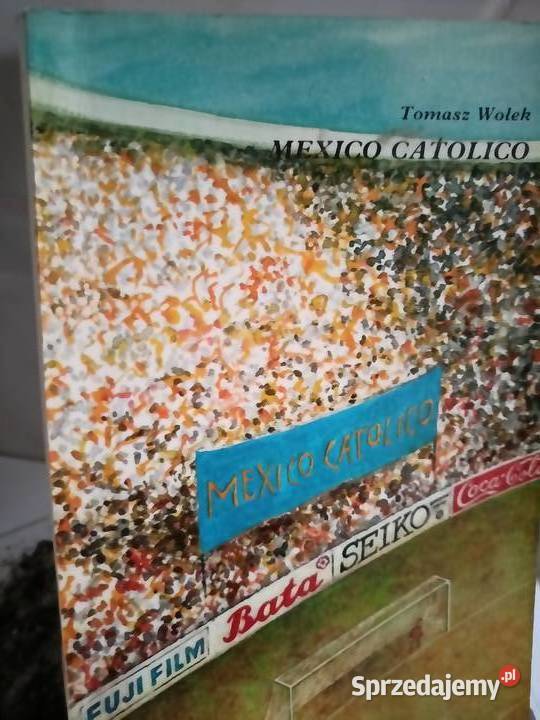 Tomasz Wołek
MEXICO CATOLICO
MEXICO CATOLICO
Coca-Cola
SEIKO
Bata
FUJI FILM
Sprzedajemy.pl